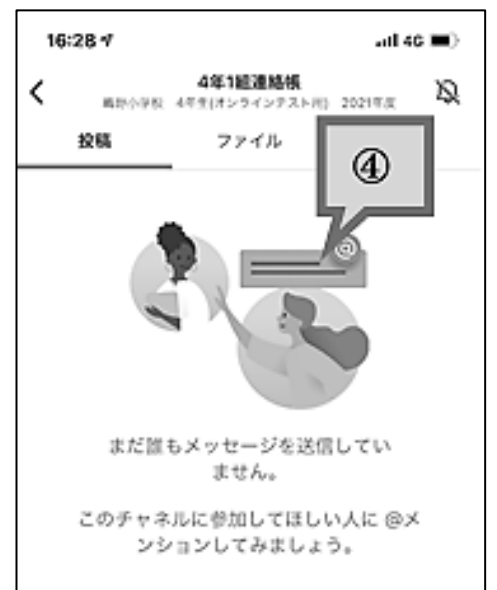 16:28
4G
4年1組連絡帳
小学校 4年生(オンラインテスト用) 2021年度
投稿 ファイル
④
@
まだ誰もメッセージを送信してい
ません。
このチャネルに参加してほしい人に @メ
ンションしてみましょう。